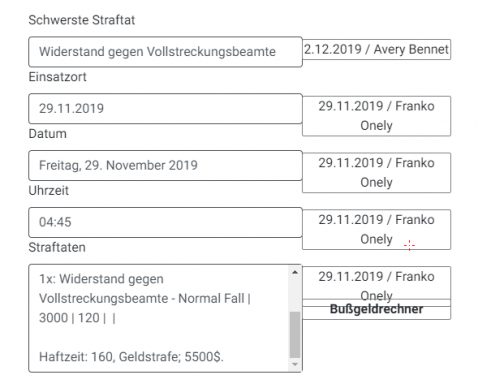 Schwerste Straftat
Widerstand gegen Vollstreckungsbeamte
2.12.2019 / Avery Bennet
Einsatzort
29.11.2019
29.11.2019 / Franko
Onely
Datum
Freitag, 29. November 2019
29.11.2019 / Franko
Onely
Uhrzeit
04:45
29.11.2019 / Franko
Onely
Straftaten
1x: Widerstand gegen
Vollstreckungsbeamte - Normal Fall |
3000 | 120 | |
Haftzeit: 160, Geldstrafe; 5500$.
29.11.2019 / Franko
Onely
Bußgeldrechner